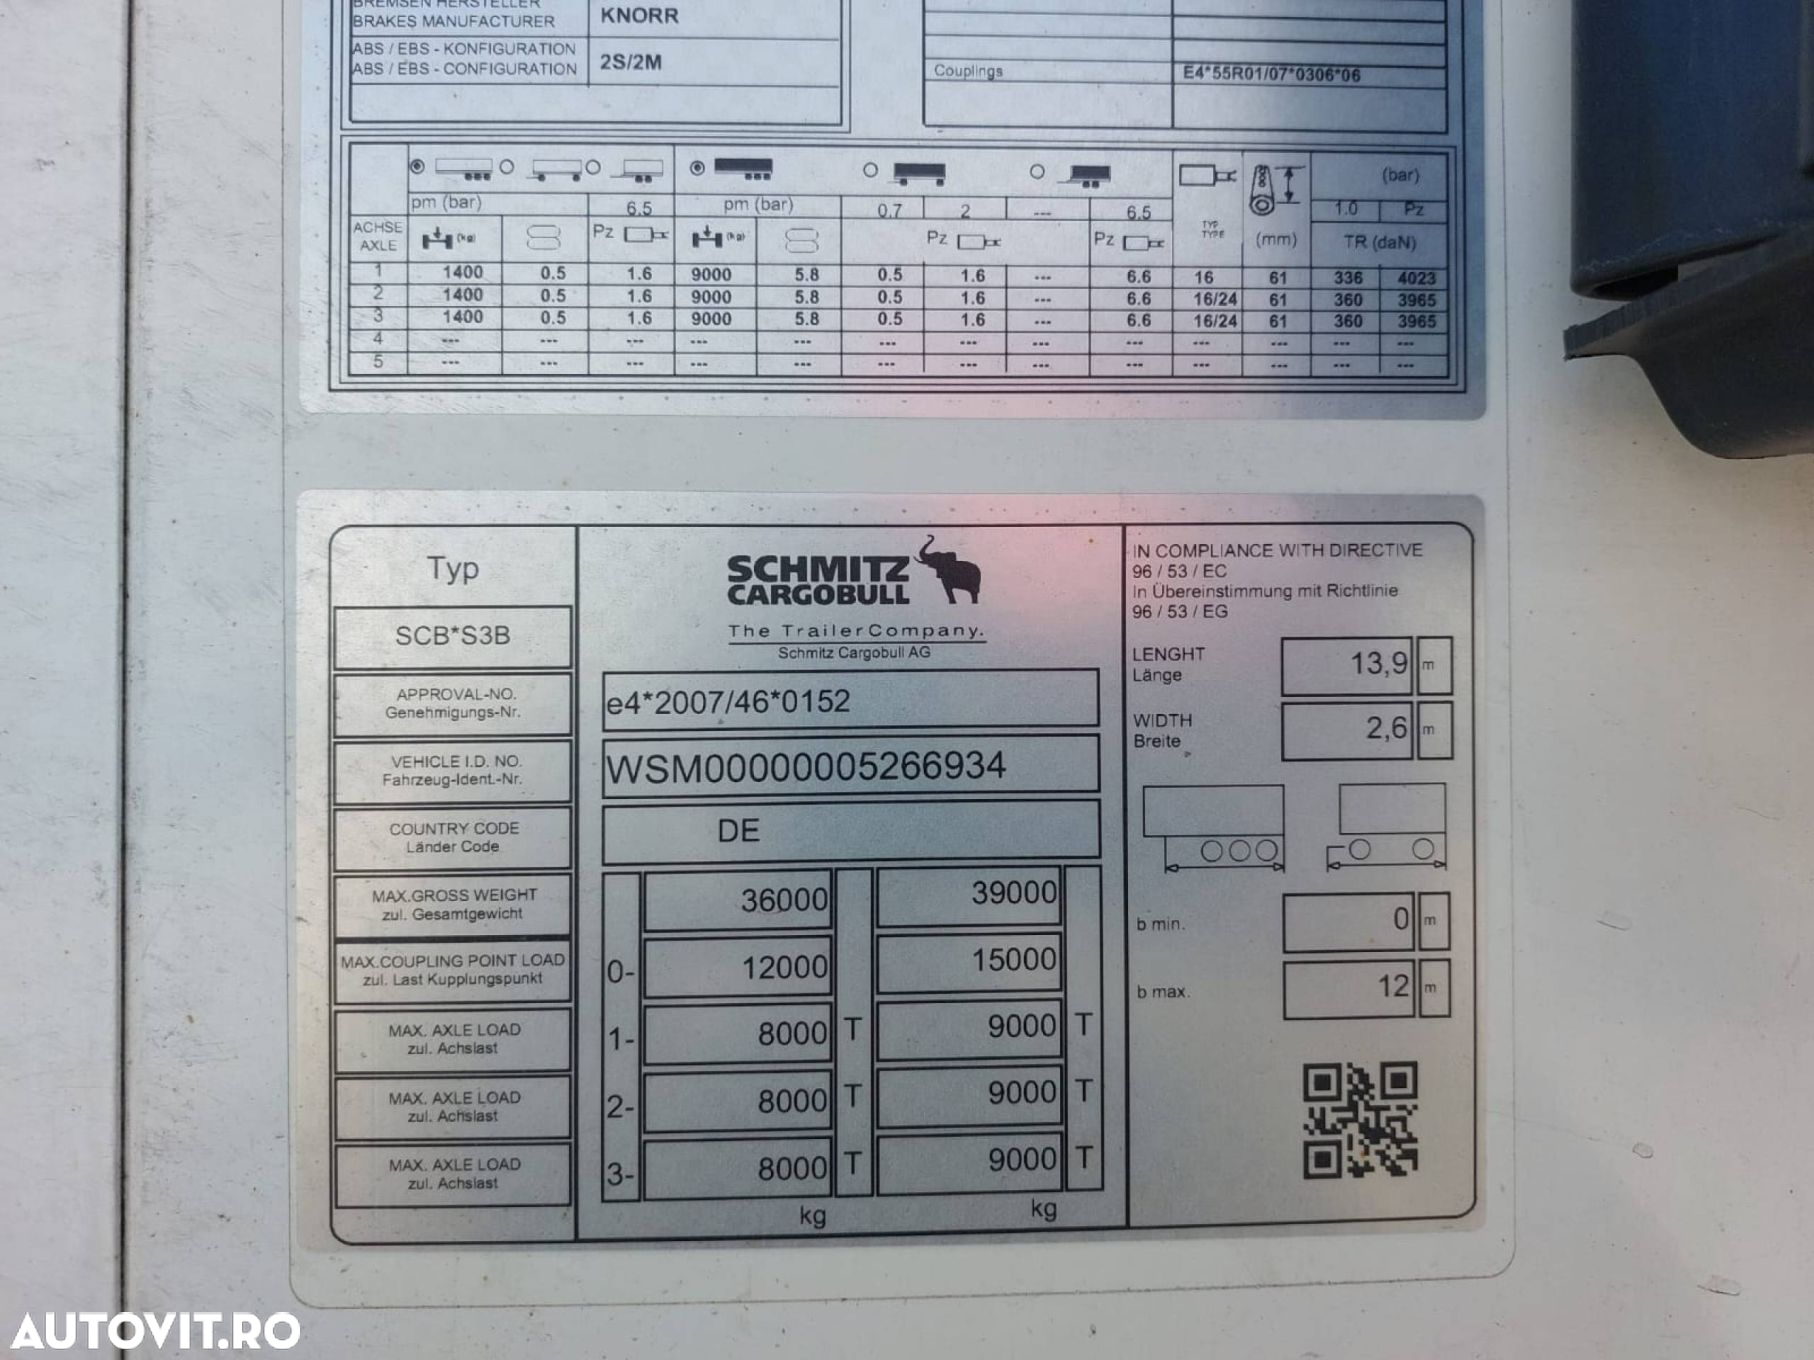 BREMSEN HERSTELLER
BRAKES MANUFACTURER KNORR
ABS / EBS - KONFIGURATION
ABS / EBS - CONFIGURATION 2S/2M
Couplings E4*55R01/07*0306*06
(bar)
pm (bar) 6.5 pm (bar) 0.7 2 --- 6.5 1.0 Pz
ACHSE
AXLE (kg) Pz (kg) Pz Pz TYP
TYPE (mm) TR (daN)
1 1400 0.5 1.6 9000 5.8 0.5 1.6 --- 6.6 16 61 336 4023
2 1400 0.5 1.6 9000 5.8 0.5 1.6 --- 6.6 16/24 61 360 3965
3 1400 0.5 1.6 9000 5.8 0.5 1.6 --- 6.6 16/24 61 360 3965
4 --- --- --- --- --- --- --- --- --- --- --- --- ---
5 --- --- --- --- --- --- --- --- --- --- --- --- ---
Typ
SCB*S3B
SCHMITZ
CARGOBULL
The TrailerCompany.
Schmitz Cargobull AG
APPROVAL-NO.
Genehmigungs-Nr.
e4*2007/46*0152
VEHICLE I.D. NO.
Fahrzeug-Ident.-Nr.
WSM00000005266934
COUNTRY CODE
Länder Code
DE
MAX.GROSS WEIGHT
zul. Gesamtgewicht
36000 39000
MAX.COUPLING POINT LOAD
zul. Last Kupplungspunkt
0- 12000 15000
MAX. AXLE LOAD
zul. Achslast
1- 8000 T 9000 T
MAX. AXLE LOAD
zul. Achslast
2- 8000 T 9000 T
MAX. AXLE LOAD
zul. Achslast
3- 8000 T 9000 T
kg kg
IN COMPLIANCE WITH DIRECTIVE
96 / 53 / EC
In Übereinstimmung mit Richtlinie
96 / 53 / EG
LENGHT
Länge
13,9 m
WIDTH
Breite
2,6 m
b min. 0 m
b max. 12 m
AUTOVIT.RO